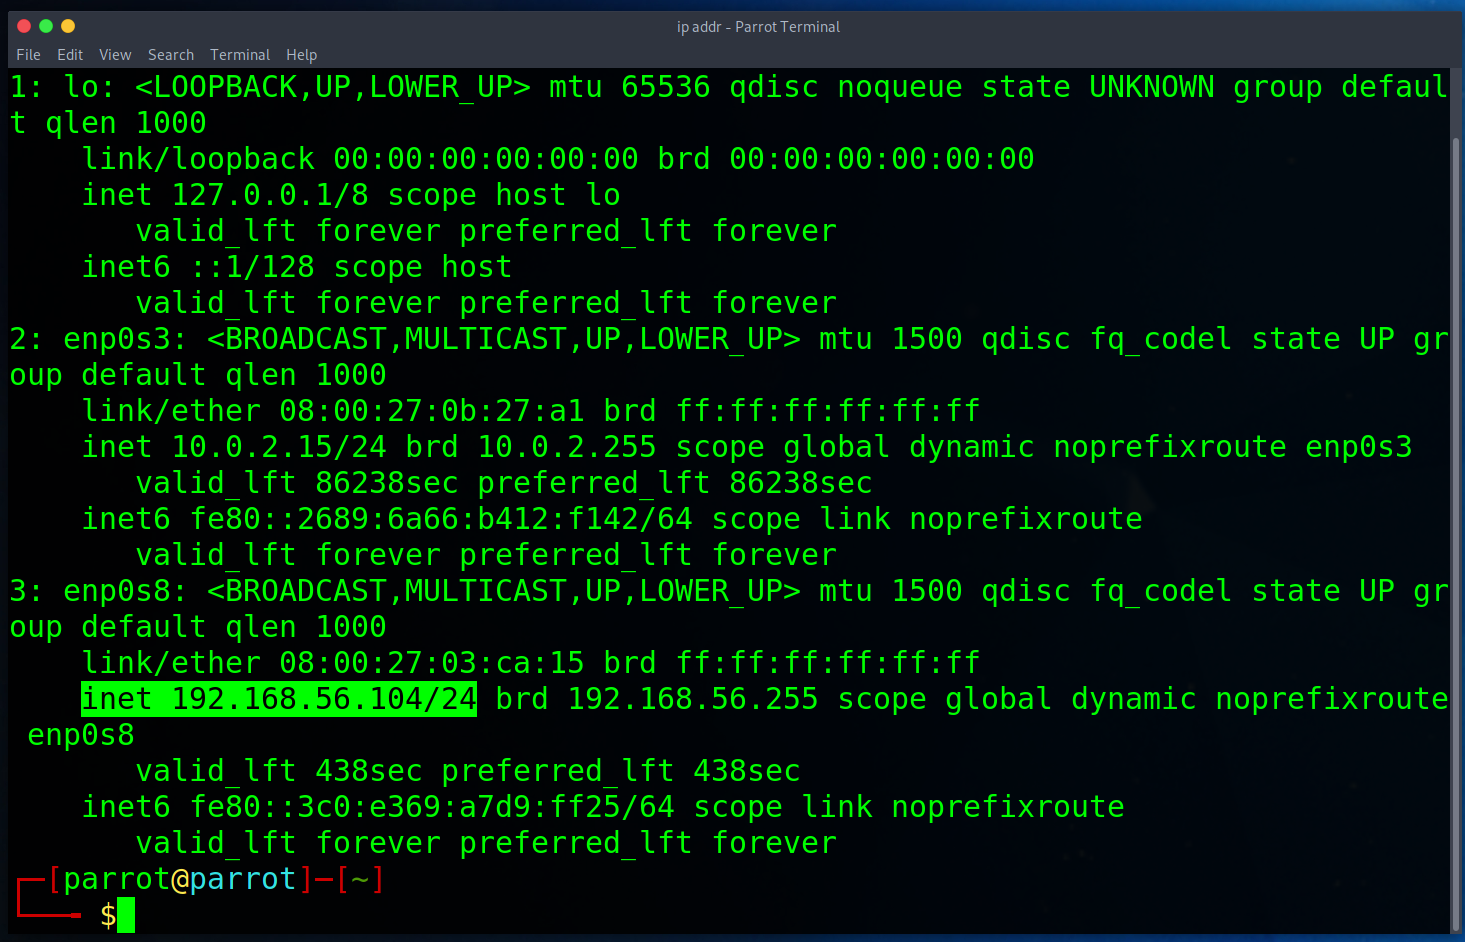 ip addr - Parrot Terminal
File Edit View Search Terminal Help
1: lo: <LOOPBACK,UP,LOWER_UP> mtu 65536 qdisc noqueue state UNKNOWN group defaul
t qlen 1000
    link/loopback 00:00:00:00:00:00 brd 00:00:00:00:00:00
    inet 127.0.0.1/8 scope host lo
       valid_lft forever preferred_lft forever
    inet6 ::1/128 scope host
       valid_lft forever preferred_lft forever
2: enp0s3: <BROADCAST,MULTICAST,UP,LOWER_UP> mtu 1500 qdisc fq_codel state UP gr
oup default qlen 1000
    link/ether 08:00:27:0b:27:a1 brd ff:ff:ff:ff:ff:ff
    inet 10.0.2.15/24 brd 10.0.2.255 scope global dynamic noprefixroute enp0s3
       valid_lft 86238sec preferred_lft 86238sec
    inet6 fe80::2689:6a66:b412:f142/64 scope link noprefixroute
       valid_lft forever preferred_lft forever
3: enp0s8: <BROADCAST,MULTICAST,UP,LOWER_UP> mtu 1500 qdisc fq_codel state UP gr
oup default qlen 1000
    link/ether 08:00:27:03:ca:15 brd ff:ff:ff:ff:ff:ff
    inet 192.168.56.104/24 brd 192.168.56.255 scope global dynamic noprefixroute
 enp0s8
       valid_lft 438sec preferred_lft 438sec
    inet6 fe80::3c0:e369:a7d9:ff25/64 scope link noprefixroute
       valid_lft forever preferred_lft forever
┌─[parrot@parrot]─[~]
└──╼ $